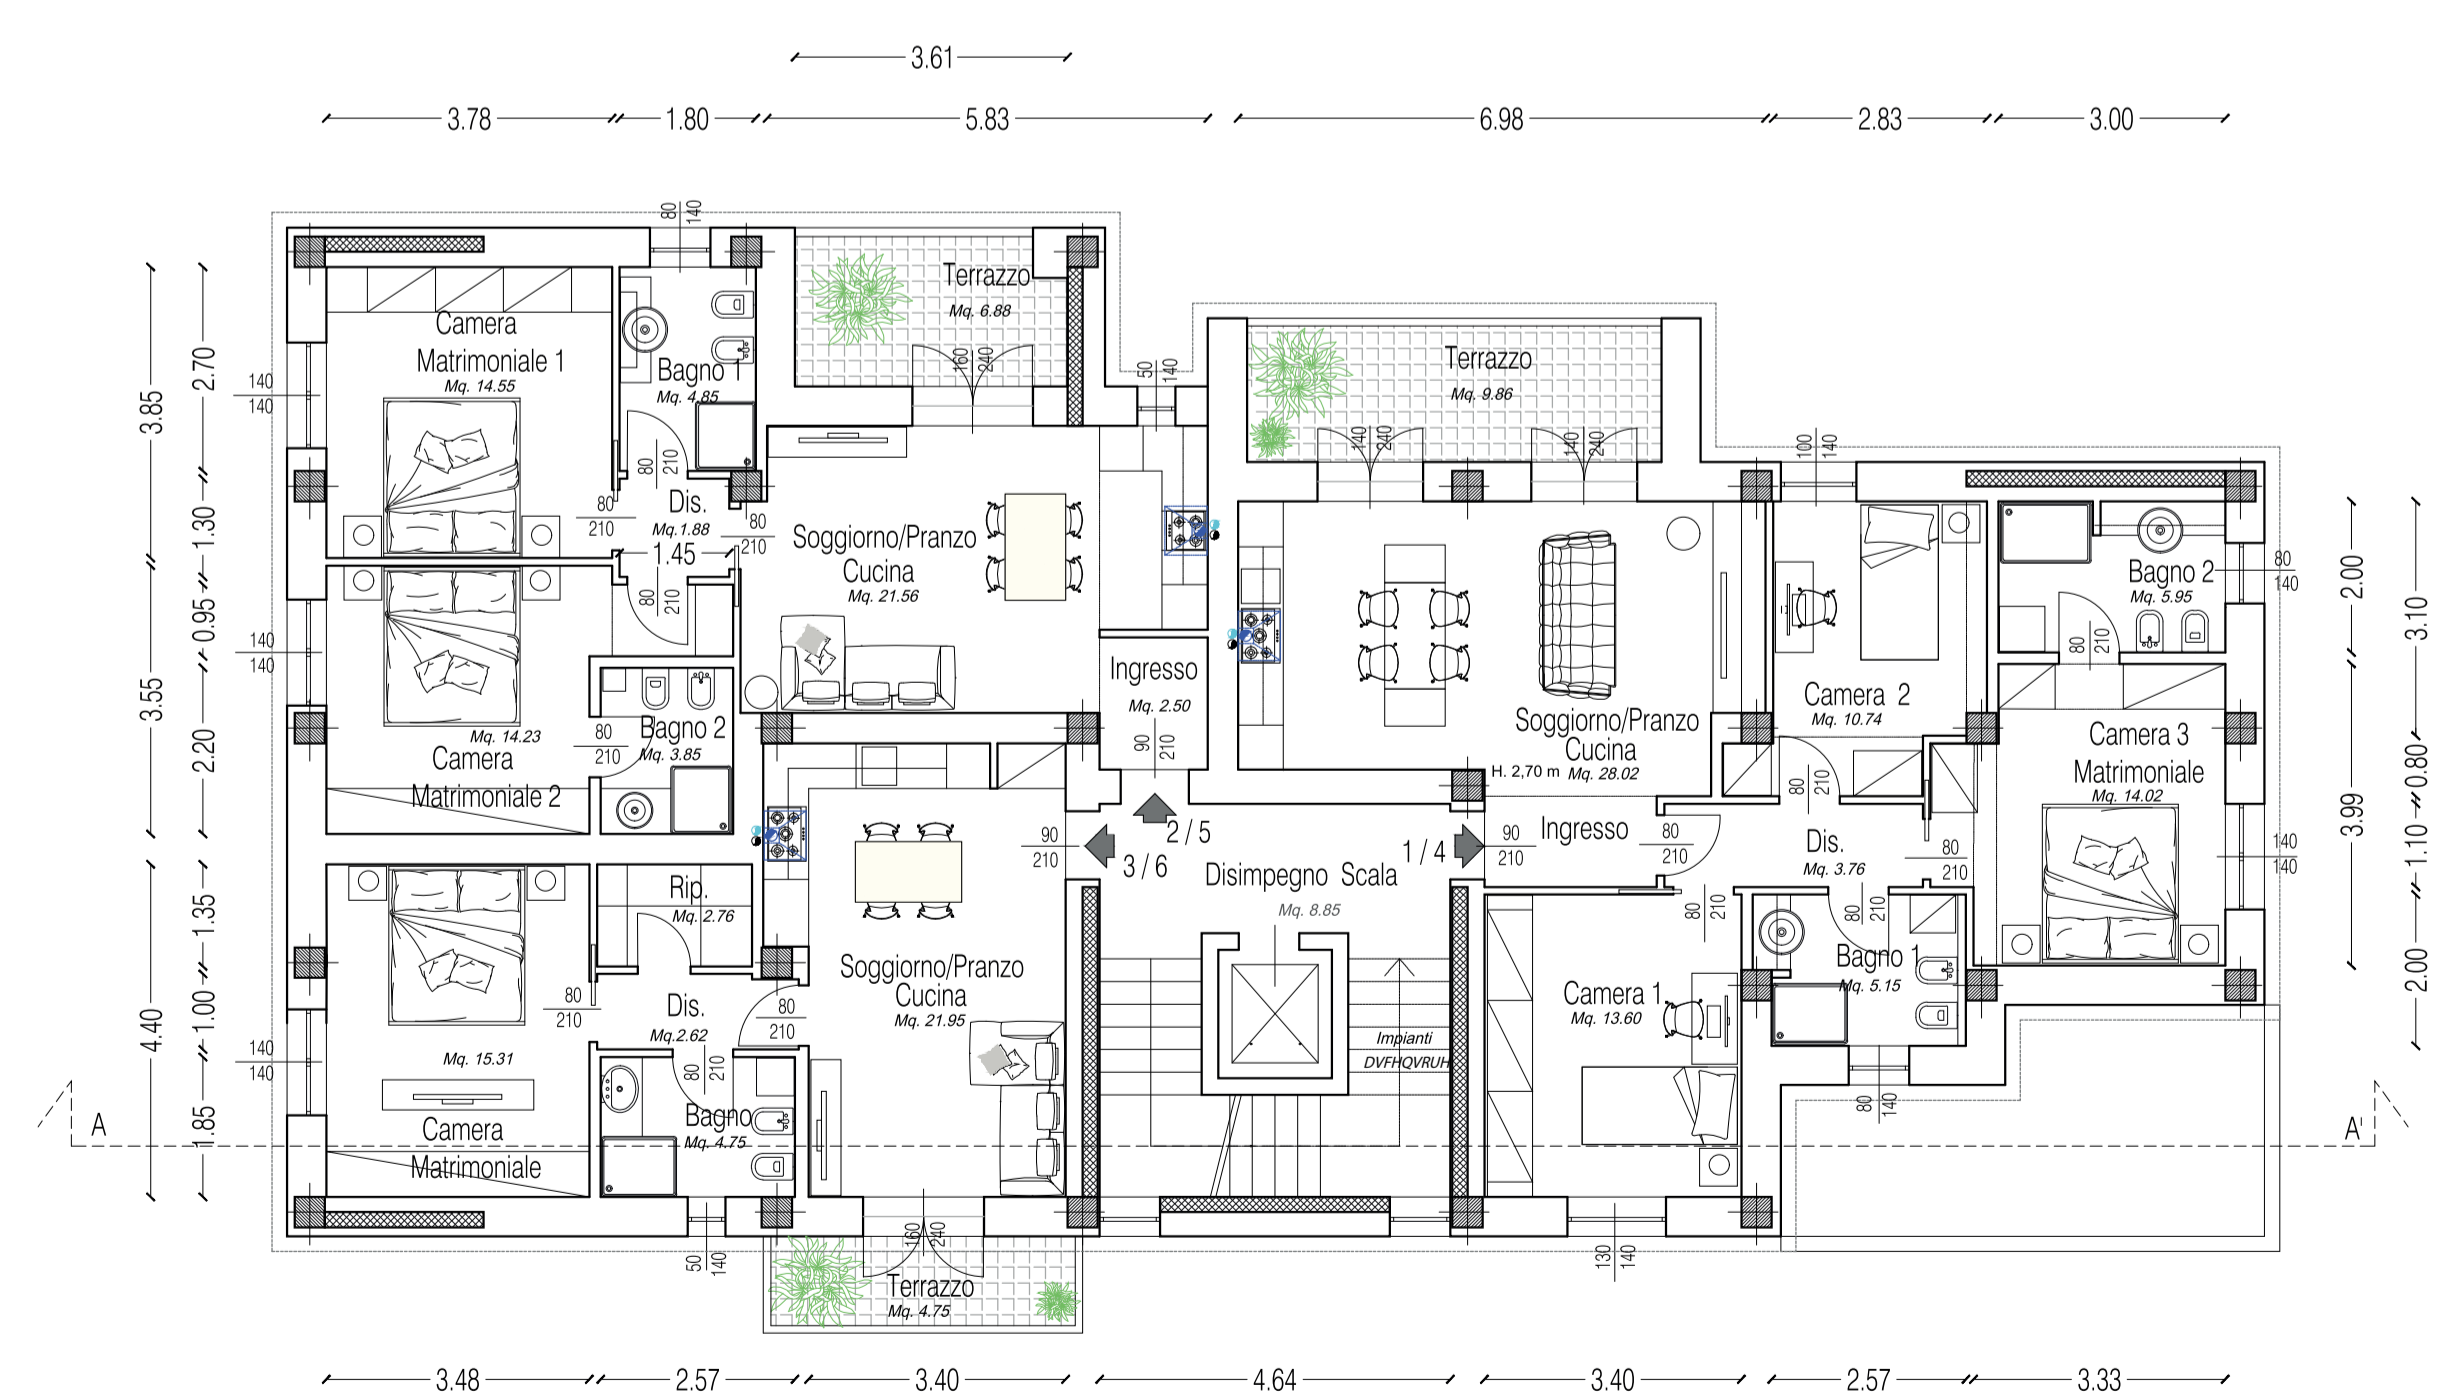 3.61
3.78
1.80
5.83
6.98
2.83
3.00
80
140
Terrazzo
Mq. 6.88
160
240
Camera
Matrimoniale 1
Mq. 14.55
Bagno 1
Mq. 4.85
80
210
50
140
Terrazzo
Mq. 9.86
140
240
140
240
100
140
3.85
2.70
140
140
1.30
80
210
Dis.
Mq.1.88
1.45
80
210
Soggiorno/Pranzo
Cucina
Mq. 21.56
Bagno 2
Mq. 5.95
80
140
80
210
2.00
3.10
0.95
140
140
80
210
3.55
2.20
Mq. 14.23
Camera
Matrimoniale 2
80
210
Bagno 2
Mq. 3.85
Ingresso
Mq. 2.50
90
210
Soggiorno/Pranzo
Cucina
H. 2,70 m
Mq. 28.02
Camera 2
Mq. 10.74
80
210
Camera 3
Matrimoniale
Mq. 14.02
0.80
3.99
1.10
140
140
90
210
3 / 6
2 / 5
1 / 4
90
210
Ingresso
80
210
Dis.
Mq. 3.76
80
210
Disimpegno Scala
Mq. 8.85
1.35
Rip.
Mq. 2.76
80
210
80
210
4.40
1.00
80
210
Dis.
Mq.2.62
80
210
Soggiorno/Pranzo
Cucina
Mq. 21.95
Camera 1
Mq. 13.60
Bagno 1
Mq. 5.15
2.00
140
140
Mq. 15.31
80
210
Impianti
DVFHQVRUH
80
140
A
1.85
Camera
Matrimoniale
Bagno
Mq. 4.75
A'
160
240
50
140
130
140
Terrazzo
Mq. 4.75
3.48
2.57
3.40
4.64
3.40
2.57
3.33